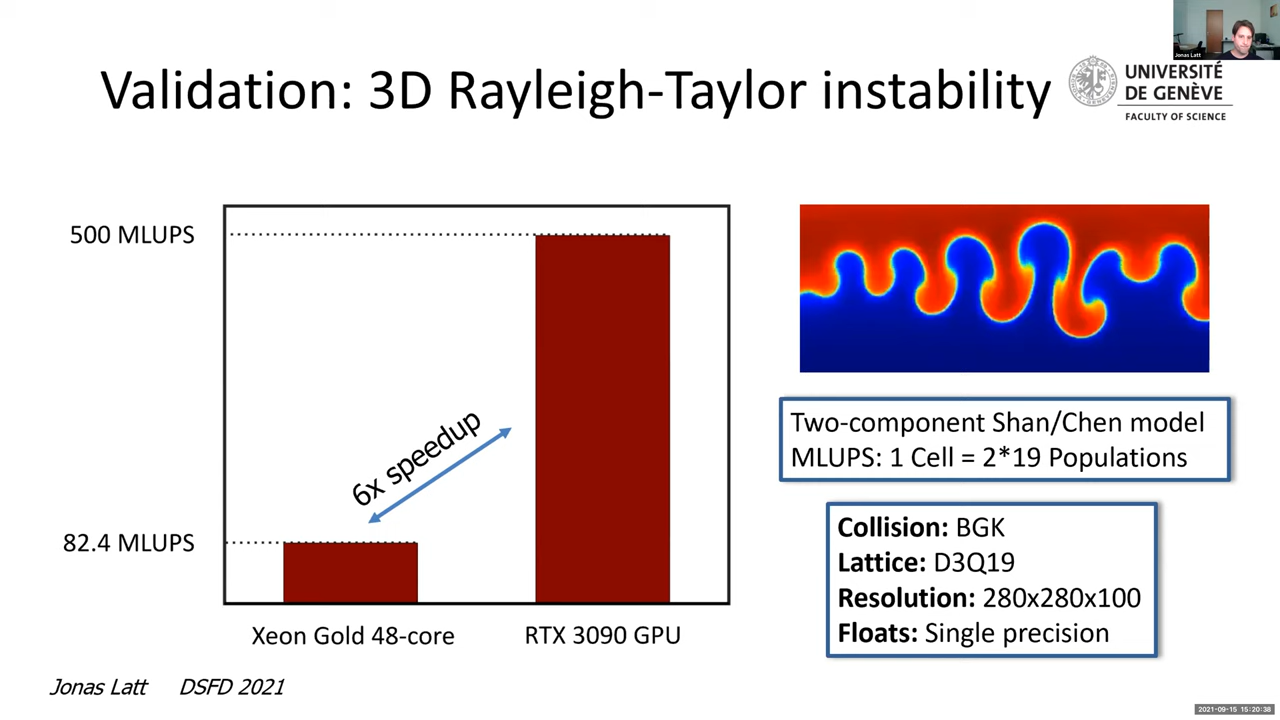 Jonas Latt
Validation: 3D Rayleigh-Taylor instability
UNIVERSITÉ
DE GENÈVE
FACULTY OF SCIENCE
500 MLUPS
82.4 MLUPS
6x speedup
Xeon Gold 48-core
RTX 3090 GPU
Two-component Shan/Chen model
MLUPS: 1 Cell = 2*19 Populations
Collision: BGK
Lattice: D3Q19
Resolution: 280x280x100
Floats: Single precision
Jonas Latt DSFD 2021
2021-09-15 15:20:38